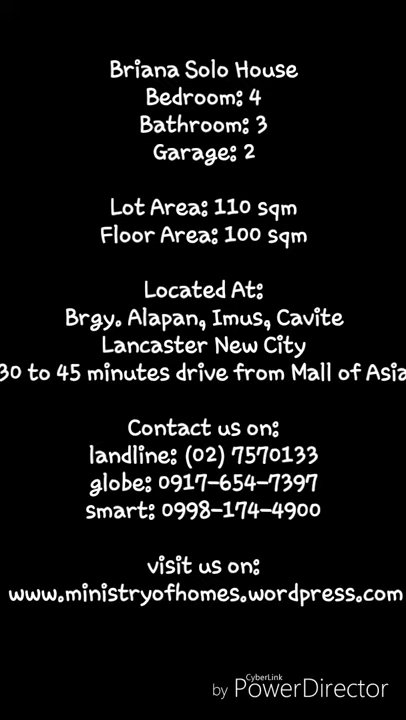 Briana Solo House
Bedroom: 4
Bathroom: 3
Garage: 2
Lot Area: 110 sqm
Floor Area: 100 sqm
Located At:
Brgy. Alapan, Imus, Cavite
Lancaster New City
30 to 45 minutes drive from Mall of Asia
Contact us on:
landline: (02) 7570133
globe: 0917-654-7397
smart: 0998-174-4900
visit us on:
www.ministryofhomes.wordpress.com
CyberLink
by PowerDirector